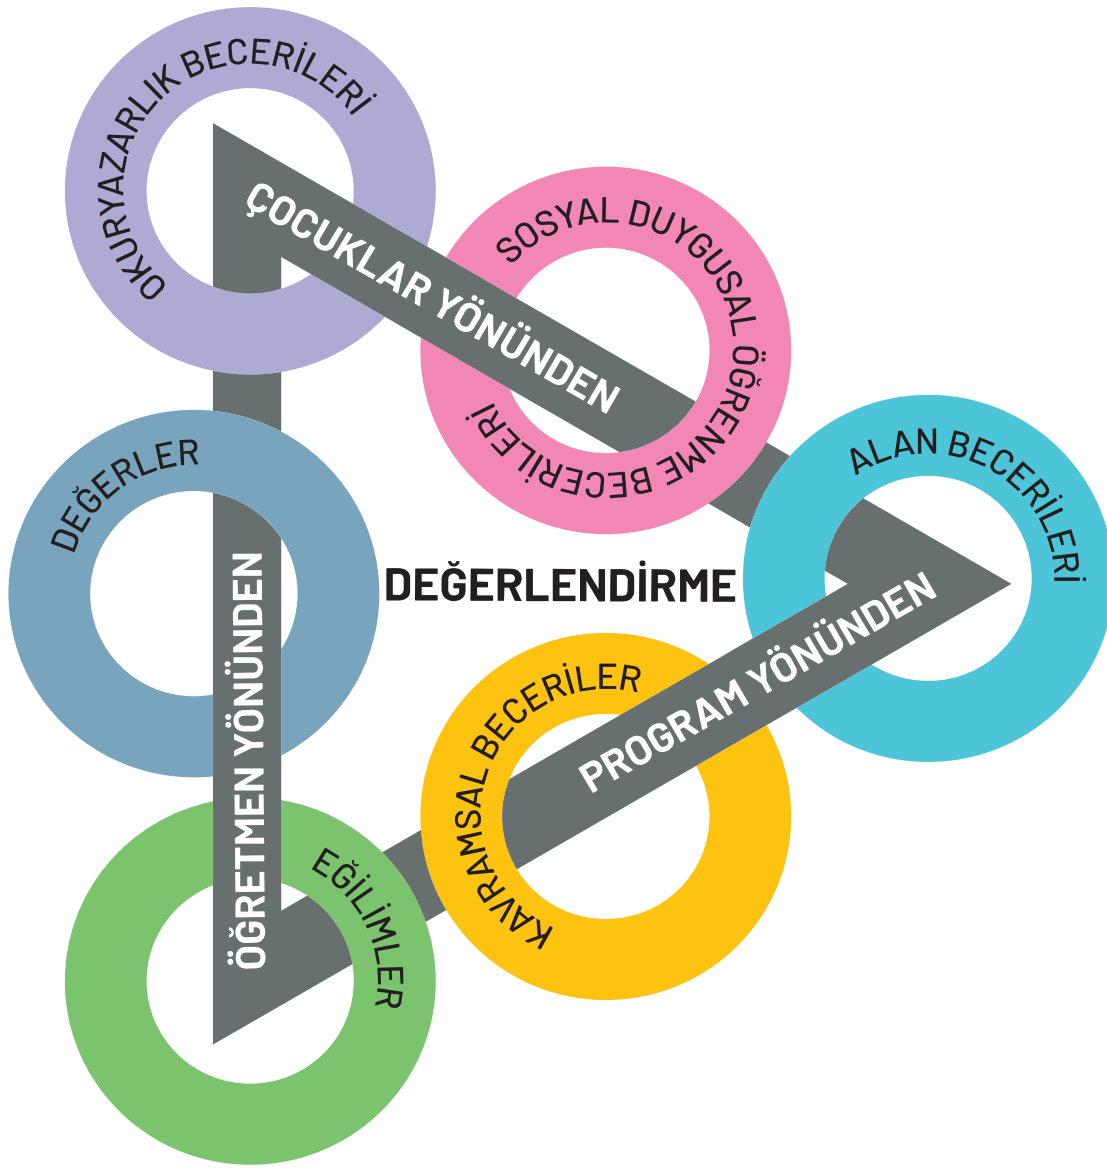 OKURYAZARLIK BECERİLERİ
ÇOCUKLAR YÖNÜNDEN
SOSYAL DUYGUSAL ÖĞRENME BECERİLERİ
ALAN BECERİLERİ
DEĞERLER
DEĞERLENDİRME
ÖĞRETMEN YÖNÜNDEN
PROGRAM YÖNÜNDEN
KAVRAMSAL BECERİLER
EĞİLİMLER